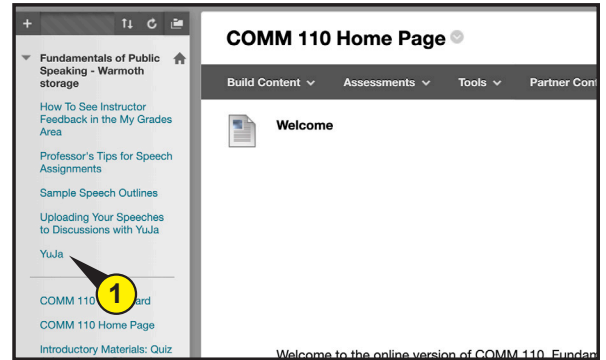 Fundamentals of Public
Speaking - Warmoth
storage
How To See Instructor
Feedback in the My Grades
Area
Professor's Tips for Speech
Assignments
Sample Speech Outlines
Uploading Your Speeches
to Discussions with YuJa
YuJa
1
COMM 110
COMM 110 Home Page
Introductory Materials: Quiz
COMM 110 Home Page
Build Content Assessments Tools Partner
Welcome
Welcome to the online version of COMM 110